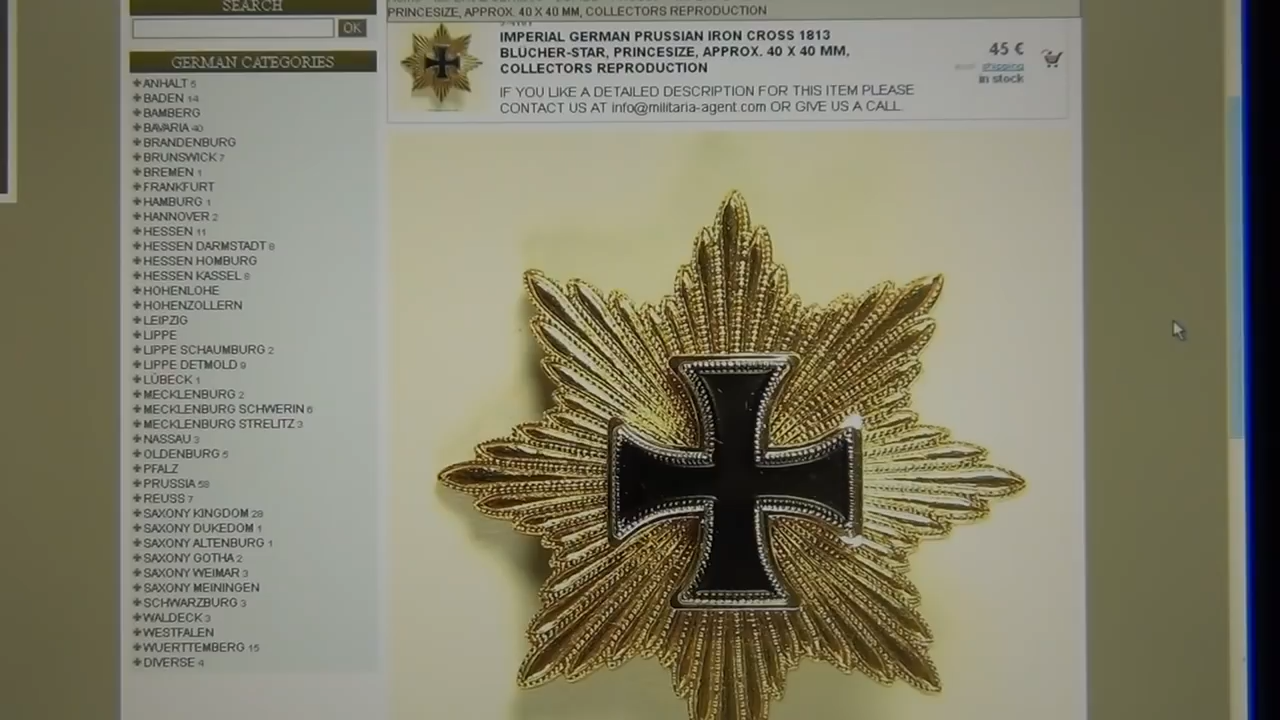 SEARCH
OK
GERMAN CATEGORIES
ANHALT 5
BADEN 14
BAMBERG
BAVARIA 40
BRANDENBURG
BRUNSWICK 7
BREMEN 1
FRANKFURT
HAMBURG 1
HANNOVER 2
HESSEN 11
HESSEN DARMSTADT 8
HESSEN HOMBURG
HESSEN KASSEL 8
HOHENLOHE
HOHENZOLLERN
LEIPZIG
LIPPE
LIPPE SCHAUMBURG 2
LIPPE DETMOLD 9
LÜBECK 1
MECKLENBURG 2
MECKLENBURG SCHWERIN 6
MECKLENBURG STRELITZ 3
NASSAU 3
OLDENBURG 5
PFALZ
PRUSSIA 58
REUSS 7
SAXONY KINGDOM 28
SAXONY DUKEDOM 1
SAXONY ALTENBURG 1
SAXONY GOTHA 2
SAXONY WEIMAR 3
SAXONY MEININGEN
SCHWARZBURG 3
WALDECK 3
WESTFALEN
WUERTTEMBERG 15
DIVERSE 4
PRINCESIZE, APPROX. 40 X 40 MM, COLLECTORS REPRODUCTION
IMPERIAL GERMAN PRUSSIAN IRON CROSS 1813
BLÜCHER-STAR, PRINCESIZE, APPROX. 40 X 40 MM,
COLLECTORS REPRODUCTION
IF YOU LIKE A DETAILED DESCRIPTION FOR THIS ITEM PLEASE
CONTACT US AT info@militaria-agent.com OR GIVE US A CALL.
45 €
shipping
in stock